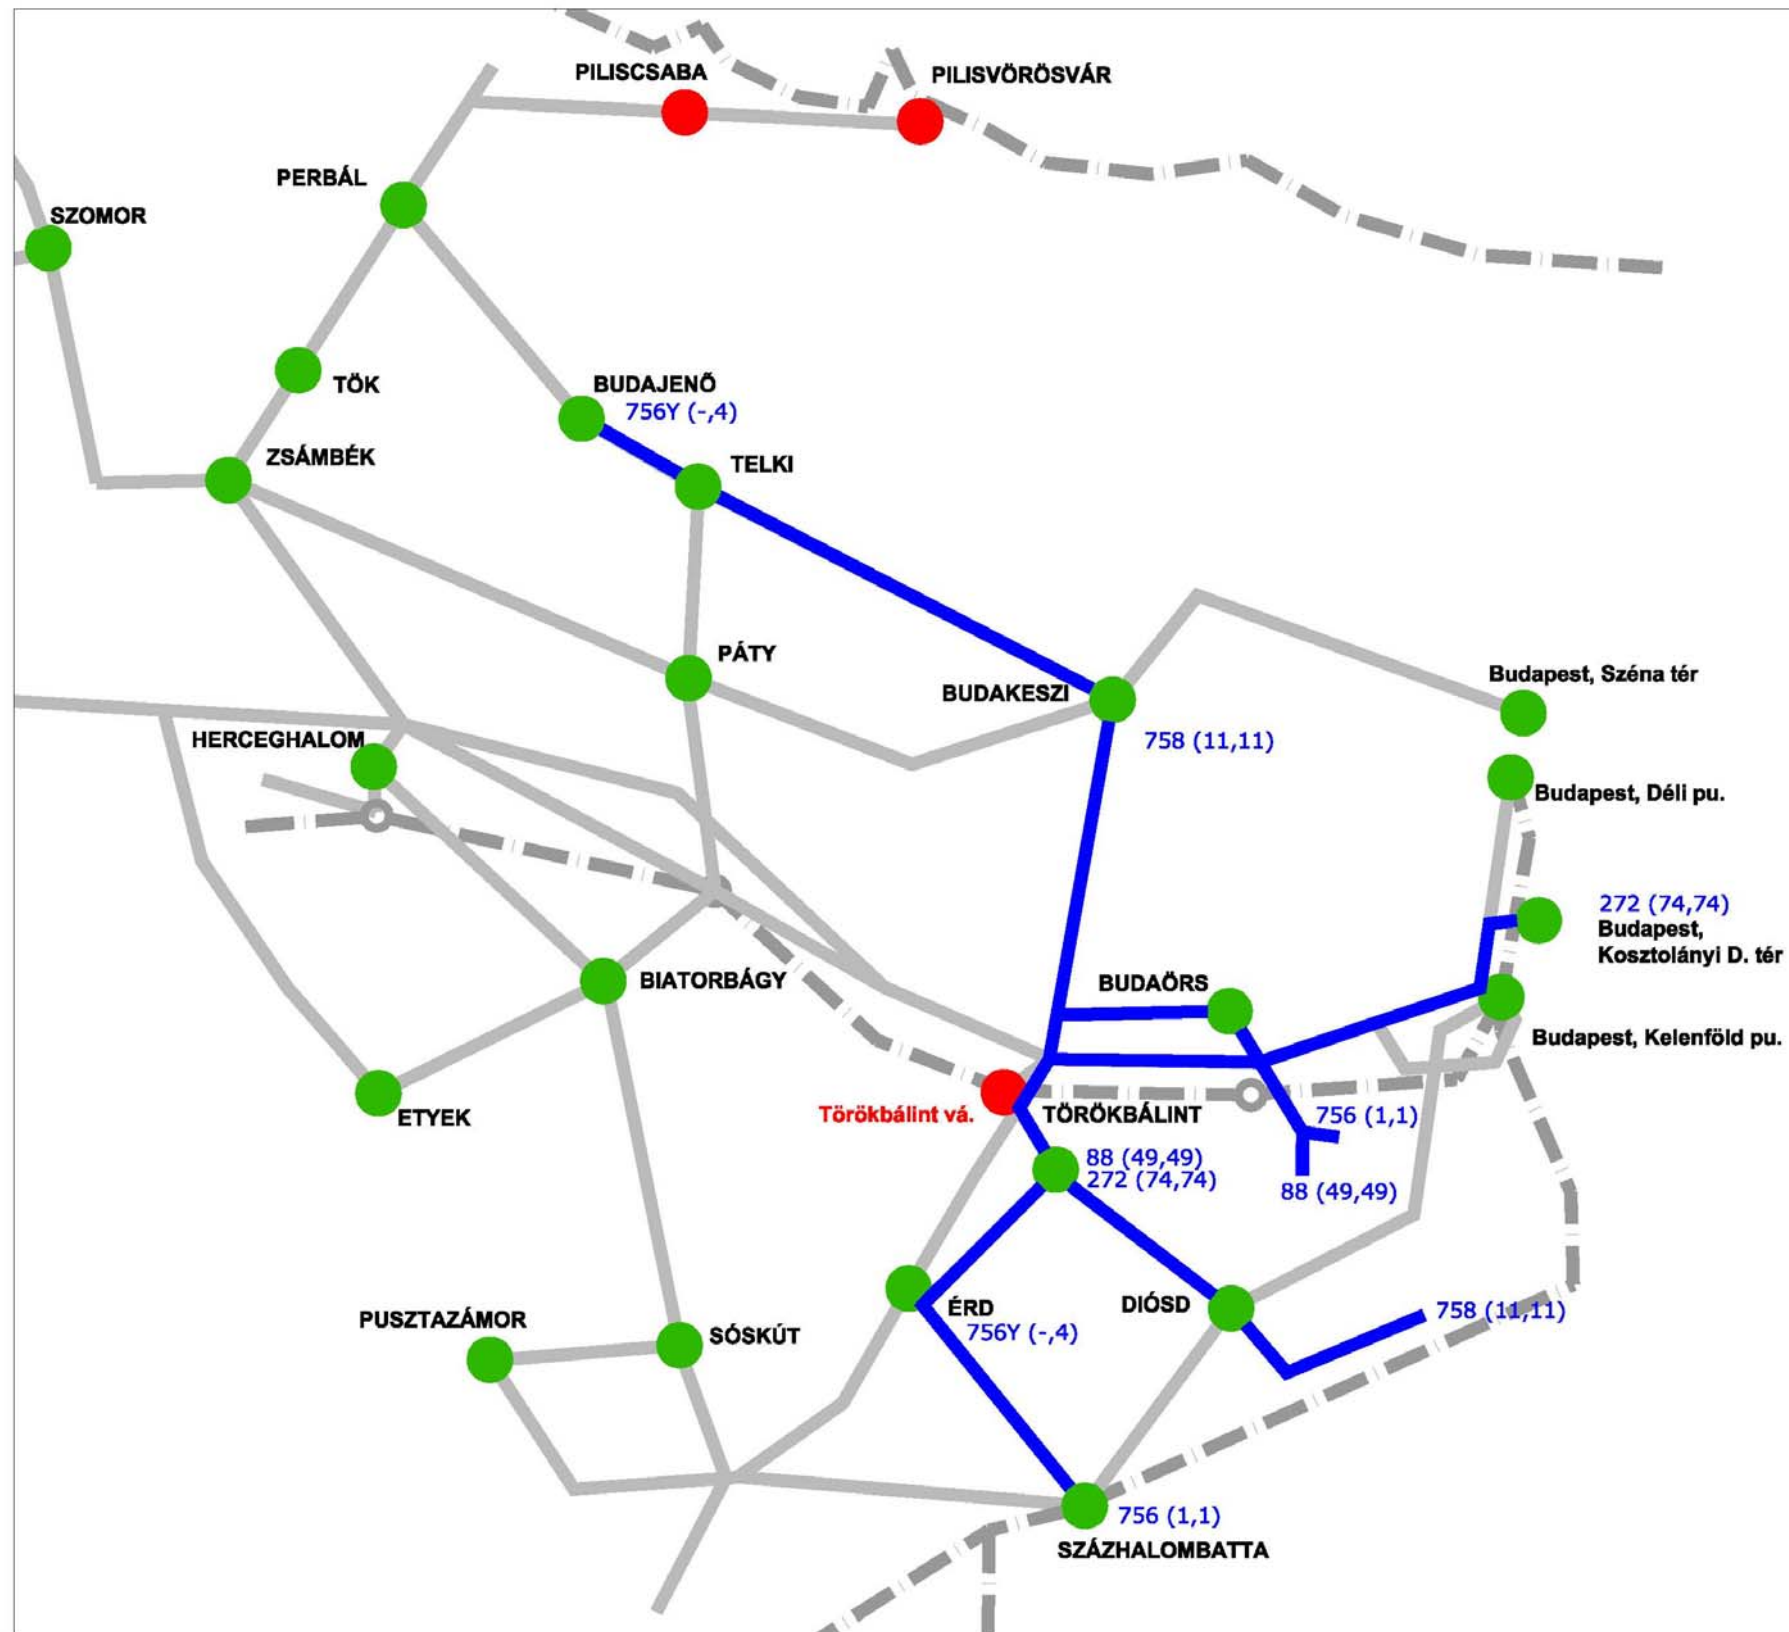 PILISCSABA
PILISVÖRÖSVÁR
PERBÁL
SZOMOR
TÖK
BUDAJENŐ
756Y (-,4)
ZSÁMBÉK
TELKI
PÁTY
BUDAKESZI
Budapest, Széna tér
758 (11,11)
HERCEGHALOM
Budapest, Déli pu.
272 (74,74)
Budapest,
Kosztolányi D. tér
BIATORBÁGY
BUDAÖRS
Budapest, Kelenföld pu.
ETYEK
Törökbálint vá.
TÖRÖKBÁLINT
756 (1,1)
88 (49,49)
272 (74,74)
88 (49,49)
PUSZTAZÁMOR
SÓSKÚT
ÉRD
756Y (-,4)
DIÓSD
758 (11,11)
756 (1,1)
SZÁZHALOMBATTA